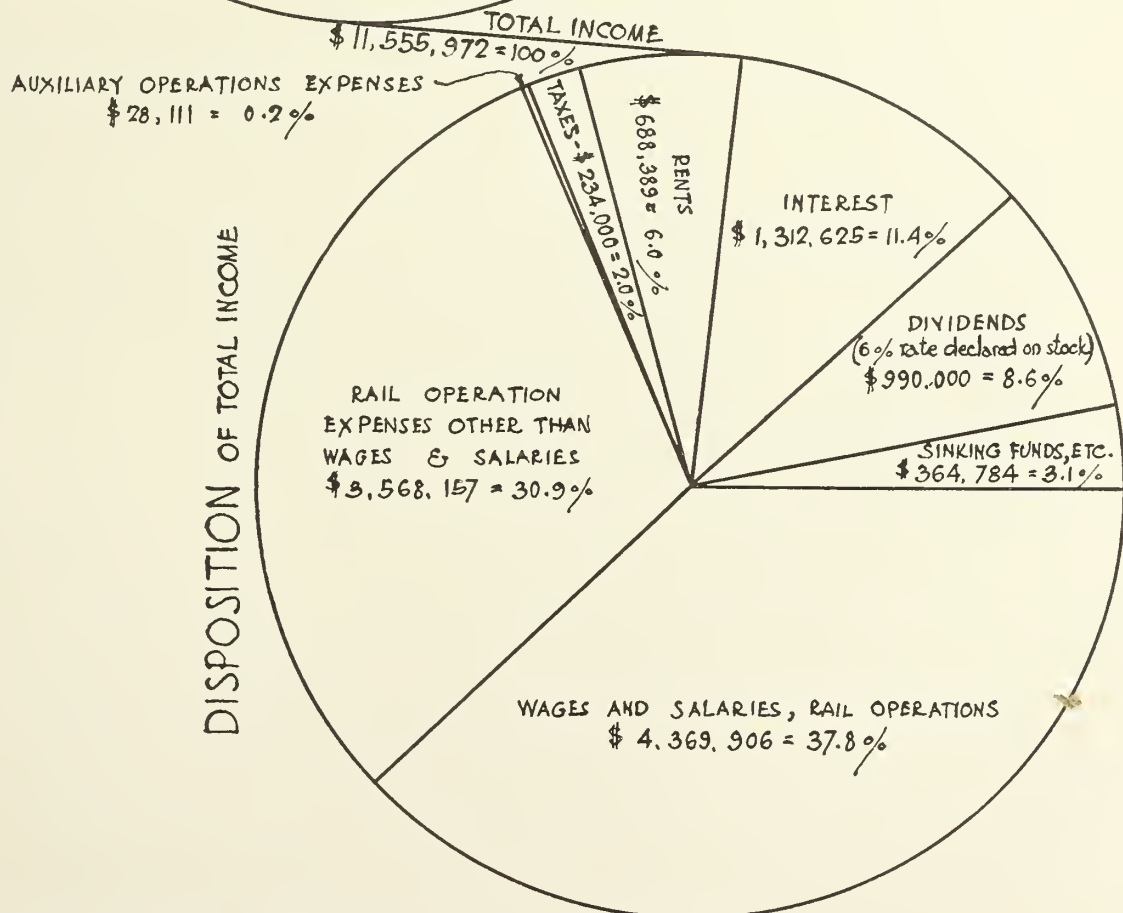 TOTAL INCOME
$11,555,972 = 100%
AUXILIARY OPERATIONS EXPENSES
$28,111 = 0.2%
TAXES-$234,000=2.0%
RENTS
$688,389= 6.0%
INTEREST
$1,312,625=11.4%
DIVIDENDS
(6% rate declared on stock)
$990,000 = 8.6%
SINKING FUNDS, ETC.
$364,784 = 3.1%
DISPOSITION OF TOTAL INCOME
RAIL OPERATION
EXPENSES OTHER THAN
WAGES & SALARIES
$3,568,157 = 30.9%
WAGES AND SALARIES, RAIL OPERATIONS
$4,369,906 = 37.8%